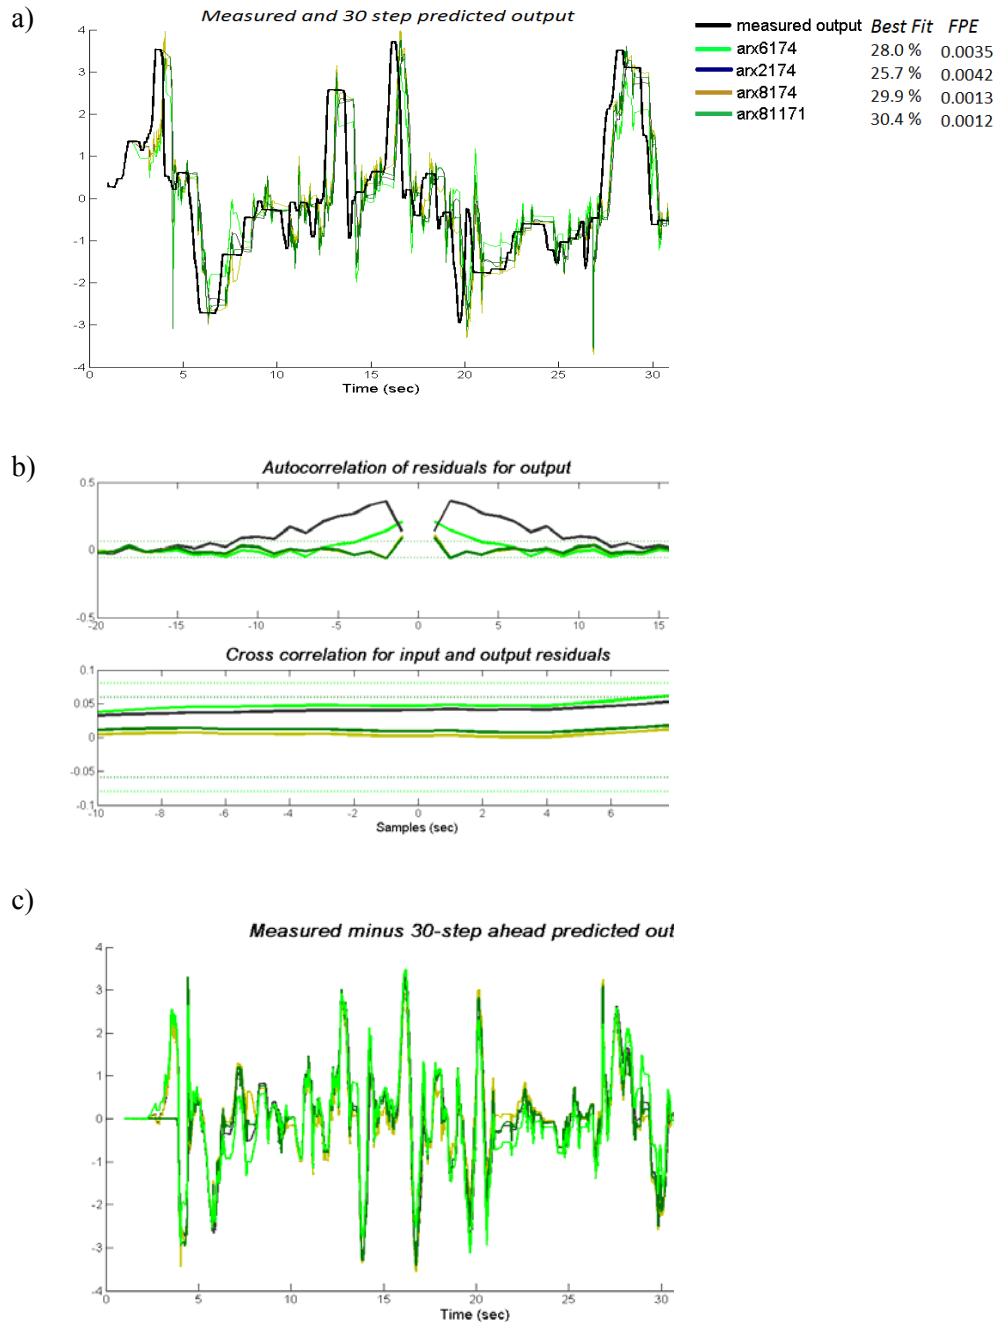 a)
Measured and 30 step predicted output
measured output Best Fit FPE
arx6174 28.0 % 0.0035
arx2174 25.7 % 0.0042
arx8174 29.9 % 0.0013
arx81171 30.4 % 0.0012
4
3
2
1
0
-1
-2
-3
-4
0 5 10 15 20 25 30
Time (sec)
b)
Autocorrelation of residuals for output
0.5
0
-0.5
-20 -15 -10 -5 0 5 10 15
Cross correlation for input and output residuals
0.1
0.05
0
-0.05
-0.1
-10 -8 -6 -4 -2 0 2 4 6
Samples (sec)
c)
Measured minus 30-step ahead predicted out
4
3
2
1
0
-1
-2
-3
-4
0 5 10 15 20 25 30
Time (sec)